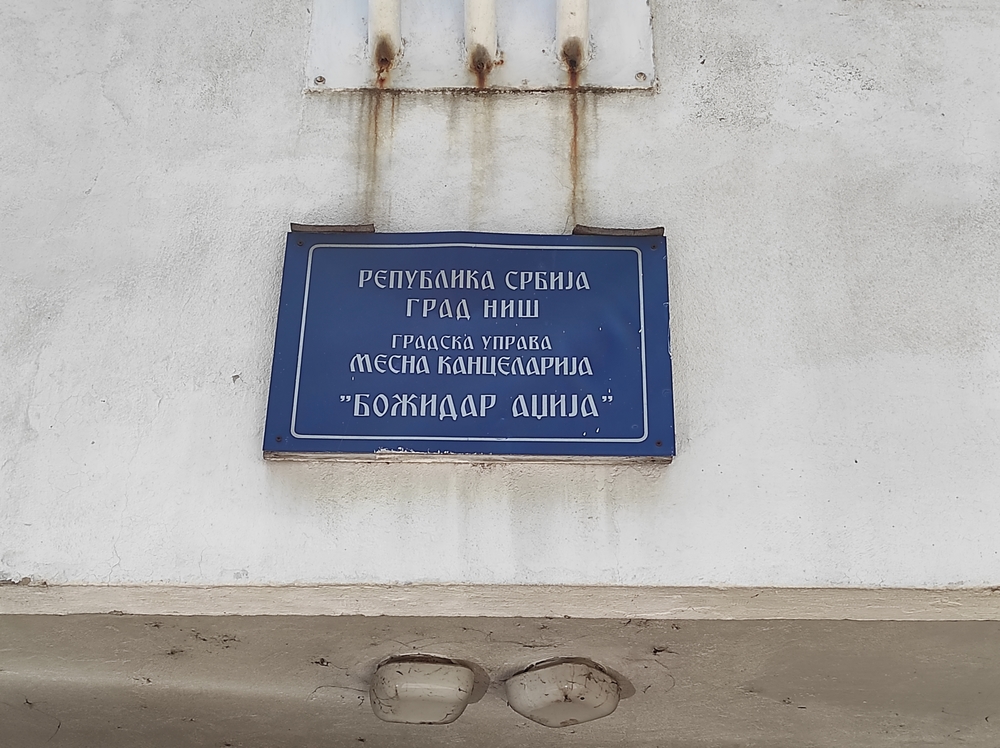 РЕПУБЛИКА СРБИЈА
ГРАД НИШ
ГРАДСКА УПРАВА
МЕСНА КАНЦЕЛАРИЈА
”БОЖИДАР АЏИЈА”